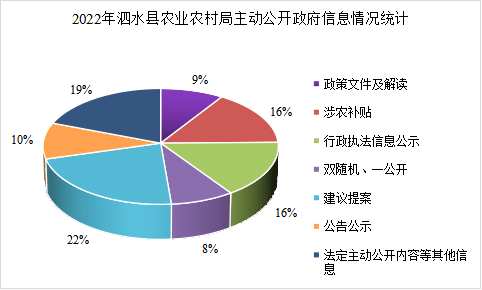 2022年泗水县农业农村局主动公开政府信息情况统计
9%
16%
16%
8%
22%
10%
19%
政策文件及解读
涉农补贴
行政执法信息公示
双随机、一公开
建议提案
公告公示
法定主动公开内容等其他信
息